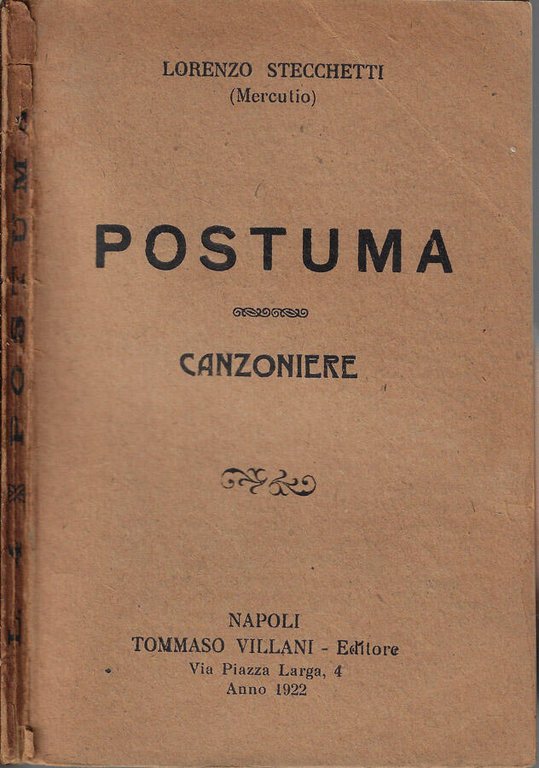 LORENZO STECCHETTI
(Mercutio)
POSTUMA
CANZONIERE
NAPOLI
TOMMASO VILLANI - Editore
Via Piazza Larga, 4
Anno 1922
POSTUMA